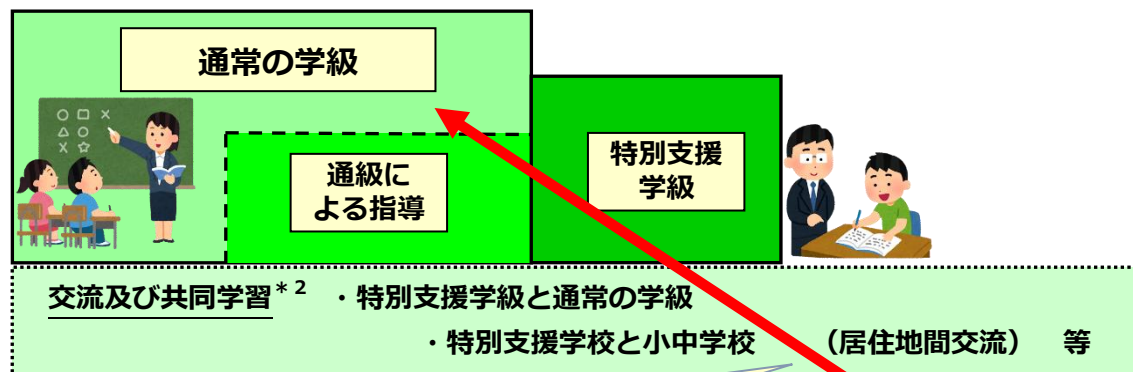 通常の学級
通級に
よる指導
特別支援
学級
交流及び共同学習＊２ ・特別支援学級と通常の学級
・特別支援学校と小中学校 （居住地間交流） 等